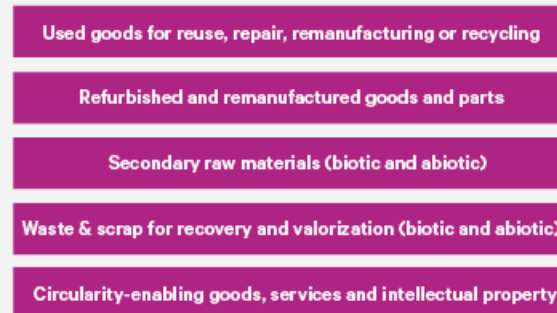 Used goods for reuse, repair, remanufacturing or recycling
Refurbished and remanufactured goods and parts
Secondary raw materials (biotic and abiotic)
Waste & scrap for recovery and valorization (biotic and abiotic)
Circularity-enabling goods, services and intellectual property